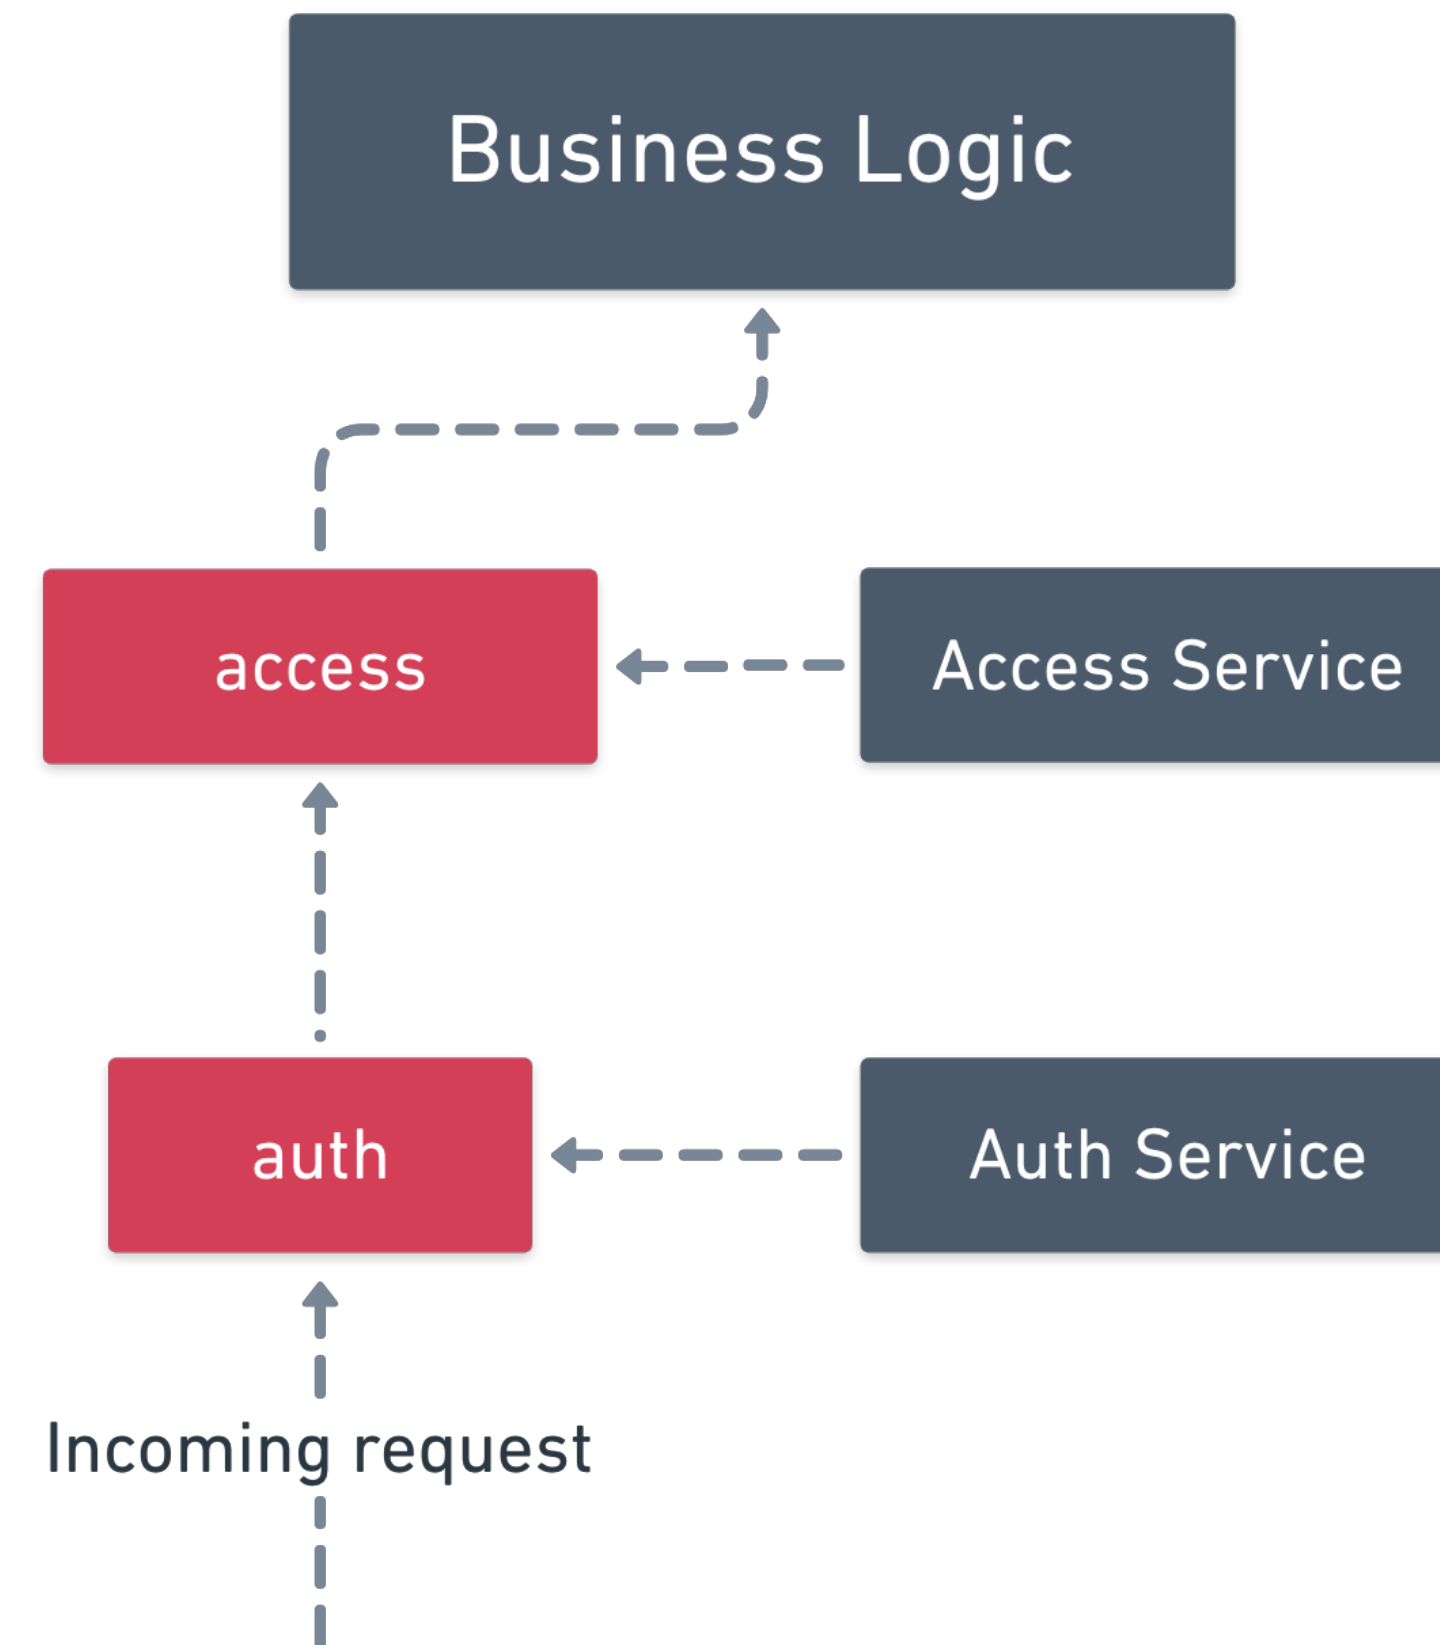 Business Logic
access
Access Service
auth
Auth Service
Incoming request